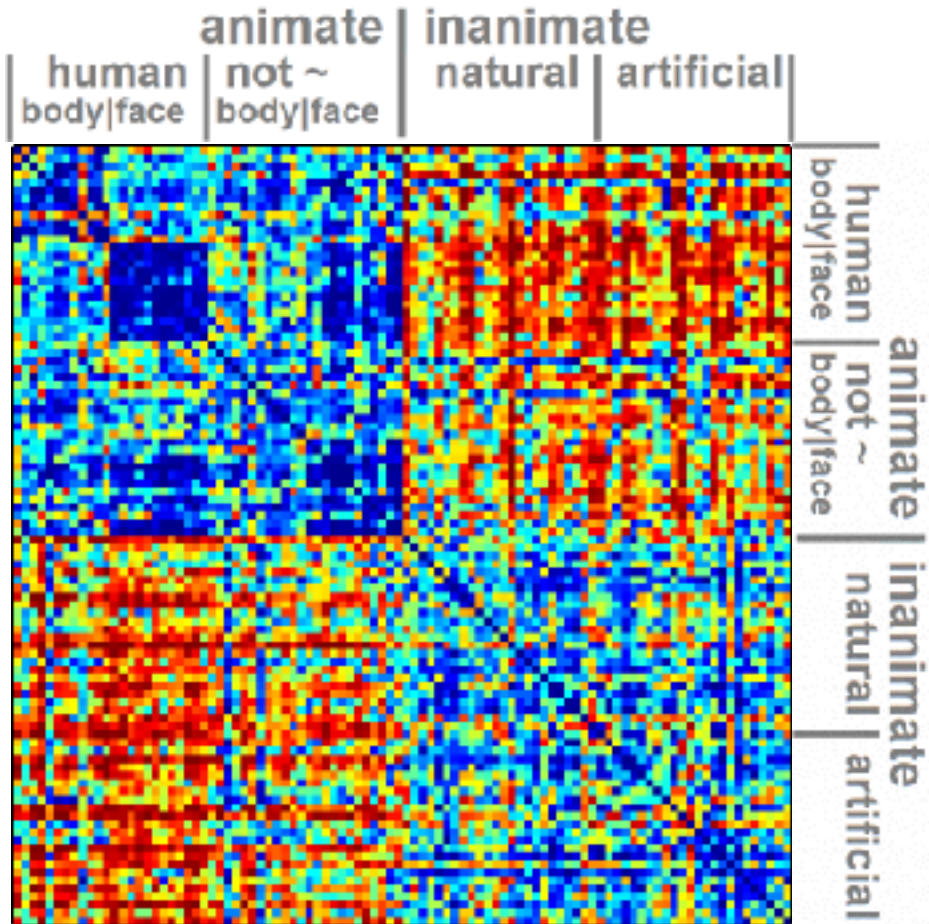 animate inanimate
human not ~ natural artificial
body|face body|face
human
body|face
not ~
body|face
animate
natural
artificial
inanimate